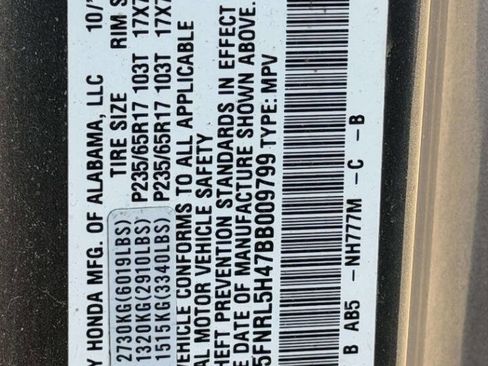 Y HONDA MFG. OF ALABAMA, LLC 10/
TIRE SIZE RIM S
2730KG(6019LBS) P235/65R17 103T 17X7
1320KG(2910LBS) P235/65R17 103T 17X7
1515KG(3340LBS)
VEHICLE CONFORMS TO ALL APPLICABLE
AL MOTOR VEHICLE SAFETY
HEFT PREVENTION STANDARDS IN EFFECT
E DATE OF MANUFACTURE SHOWN ABOVE.
5FNRL5H47BB009799 TYPE: MPV
B AB5 - NH777M - C - B